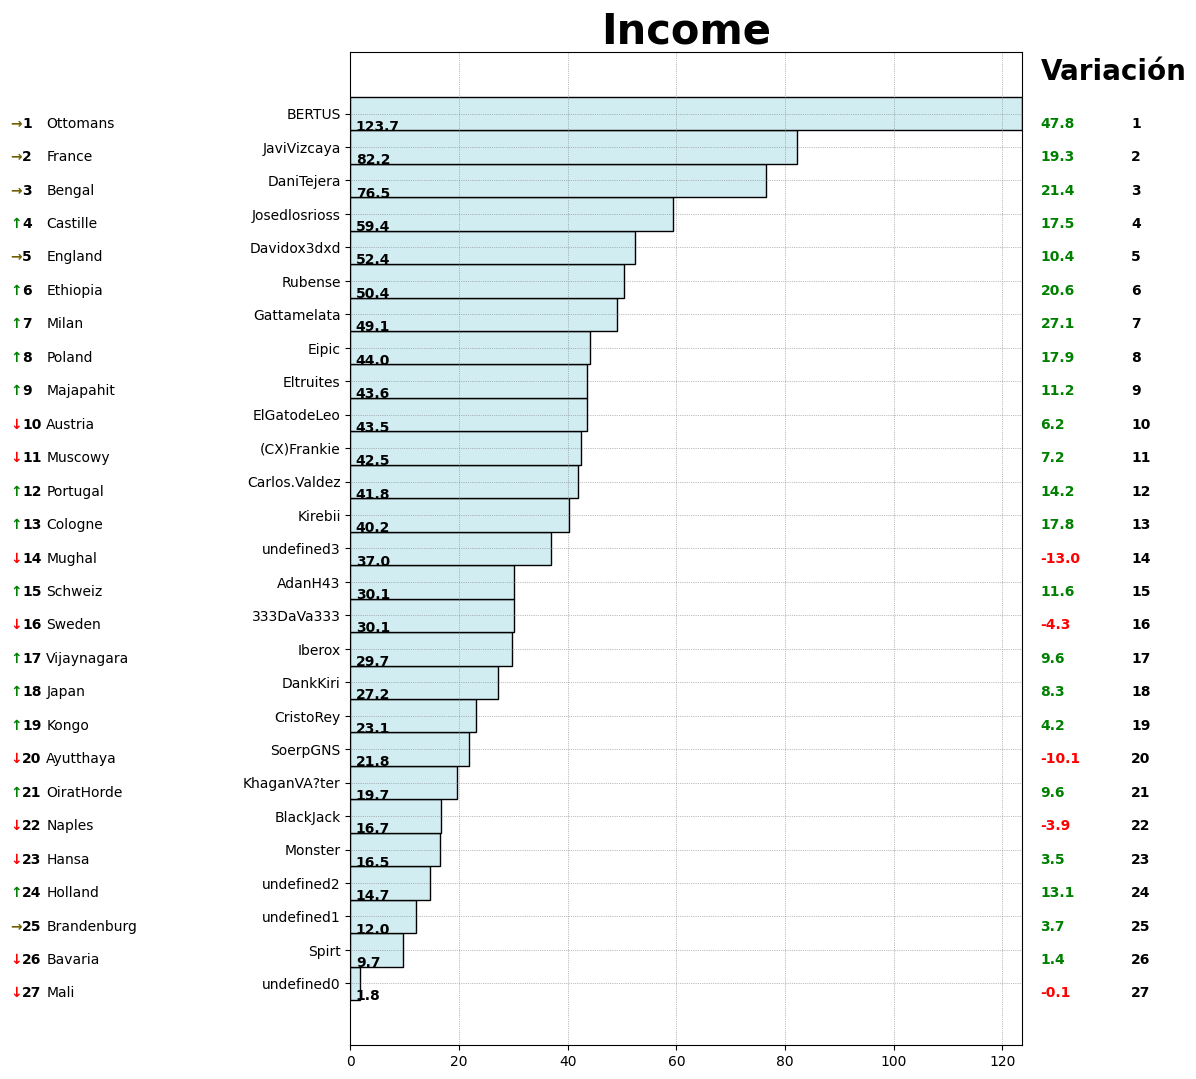 Income
Variación
→1 Ottomans BERTUS 123.7 47.8 1
→2 France JaviVizcaya 82.2 19.3 2
→3 Bengal DaniTejera 76.5 21.4 3
↑4 Castille Josedlosrioss 59.4 17.5 4
→5 England Davidox3dxd 52.4 10.4 5
↑6 Ethiopia Rubense 50.4 20.6 6
↑7 Milan Gattamelata 49.1 27.1 7
↑8 Poland Eipic 44.0 17.9 8
↑9 Majapahit Eltruites 43.6 11.2 9
↓10 Austria ElGatodeLeo 43.5 6.2 10
↓11 Muscowy (CX)Frankie 42.5 7.2 11
↑12 Portugal Carlos.Valdez 41.8 14.2 12
↑13 Cologne Kirebii 40.2 17.8 13
↓14 Mughal undefined3 37.0 -13.0 14
↑15 Schweiz AdanH43 30.1 11.6 15
↓16 Sweden 333DaVa333 30.1 -4.3 16
↑17 Vijaynagara Iberox 29.7 9.6 17
↑18 Japan DankKiri 27.2 8.3 18
↑19 Kongo CristoRey 23.1 4.2 19
↓20 Ayutthaya SoerpGNS 21.8 -10.1 20
↑21 OiratHorde KhaganVA?ter 19.7 9.6 21
↓22 Naples BlackJack 16.7 -3.9 22
↓23 Hansa Monster 16.5 3.5 23
↑24 Holland undefined2 14.7 13.1 24
→25 Brandenburg undefined1 12.0 3.7 25
↓26 Bavaria Spirt 9.7 1.4 26
↓27 Mali undefined0 1.8 -0.1 27
0 20 40 60 80 100 120